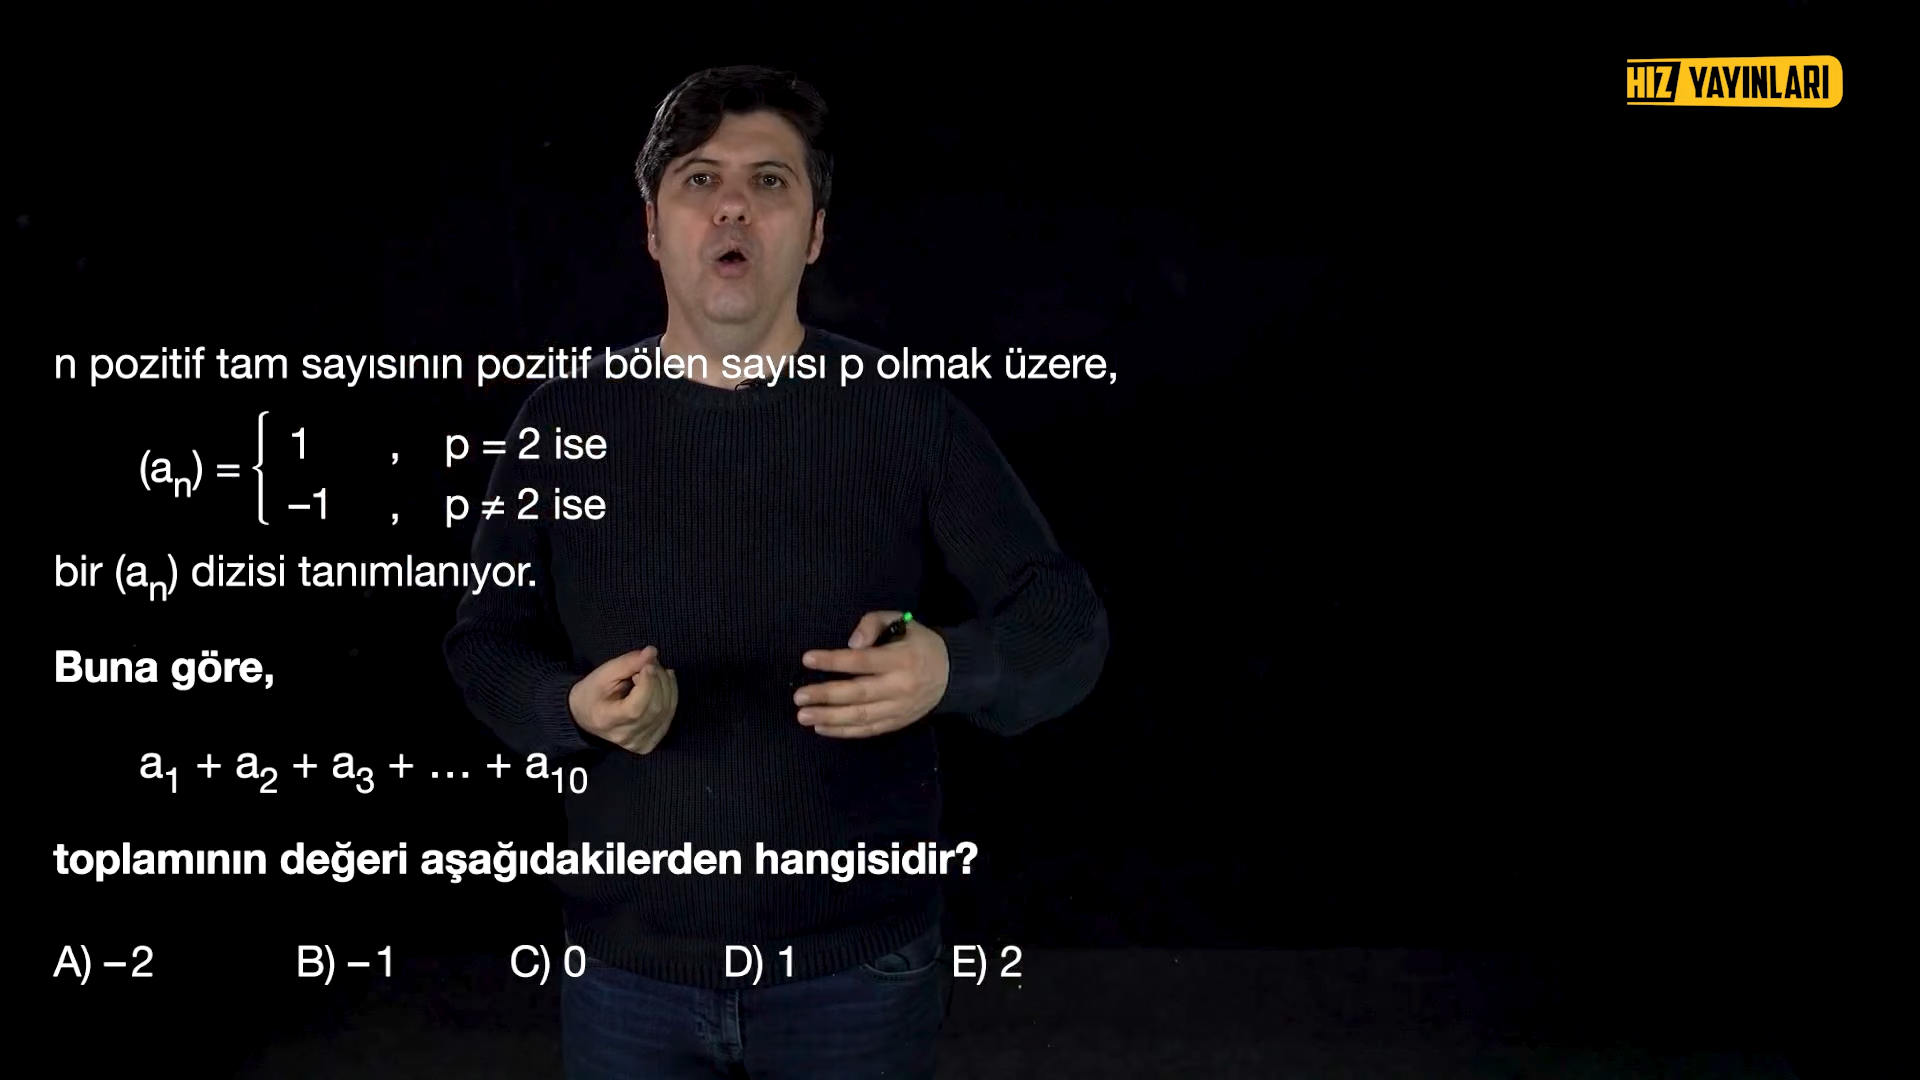 HIZ YAYINLARI
n pozitif tam sayısının pozitif bölen sayısı p olmak üzere,
(aₙ) = { 1 , p = 2 ise
–1 , p ≠ 2 ise
bir (aₙ) dizisi tanımlanıyor.
Buna göre,
a₁ + a₂ + a₃ + ... + a₁₀
toplamının değeri aşağıdakilerden hangisidir?
A) –2 B) –1 C) 0 D) 1 E) 2